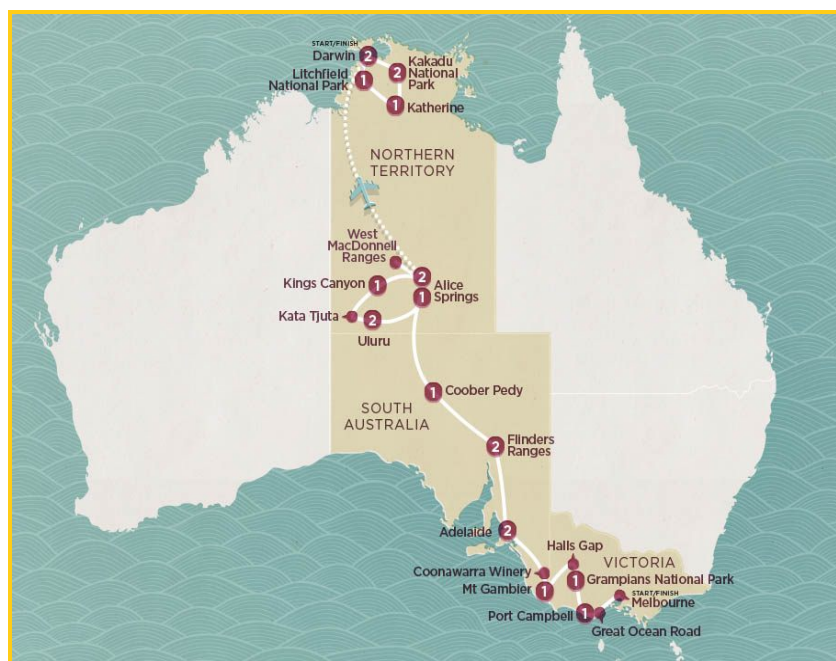 START/FINISH
Darwin
2
Litchfield
National Park
1
2
Kakadu
National
Park
1
Katherine
NORTHERN
TERRITORY
West
MacDonnell
Ranges
Kings Canyon
1
2
1
Alice
Springs
Kata Tjuta
2
Uluru
1
Coober Pedy
SOUTH
AUSTRALIA
2
Flinders
Ranges
Adelaide
2
Halls Gap
VICTORIA
Coonawarra Winery
1
Grampians National Park
Mt Gambier
1
START/FINISH
Melbourne
Port Campbell
1
Great Ocean Road